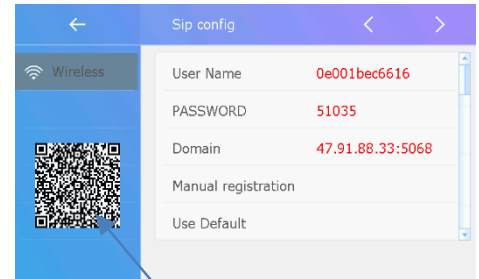 Sip config
Wireless
User Name 0e001bec6616
PASSWORD 51035
Domain 47.91.88.33:5068
Manual registration
Use Default